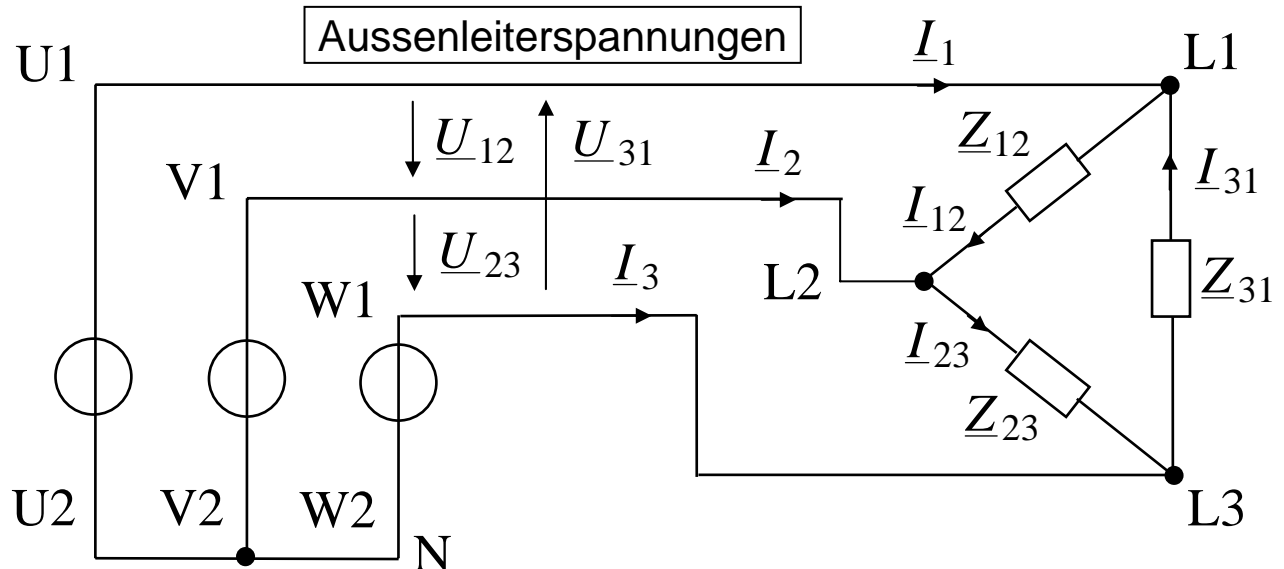 Aussenleiterspannungen
U1
I1
L1
U12
U31
Z12
V1
I2
I31
I12
U23
W1
I3
L2
Z31
I23
Z23
U2
V2
W2
L3
N